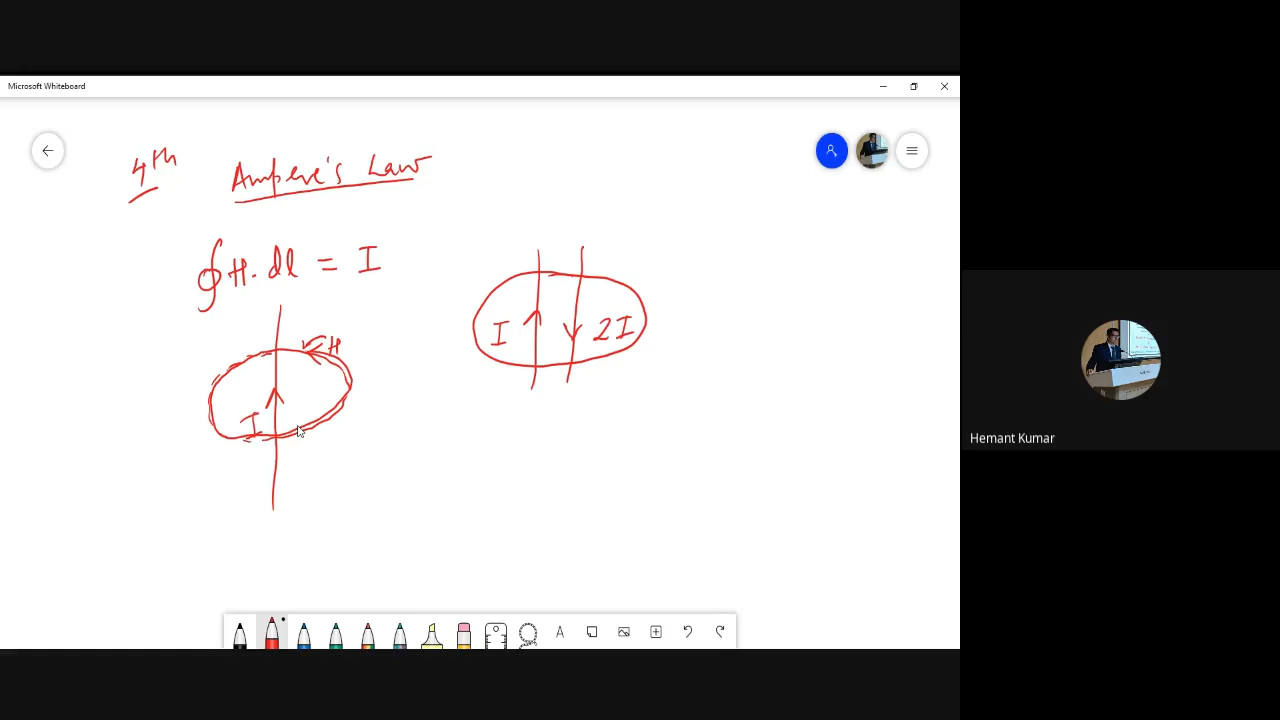 Microsoft Whiteboard
4th Ampere's Law
∮H. dl = I
H
I
I 2I
Hemant Kumar